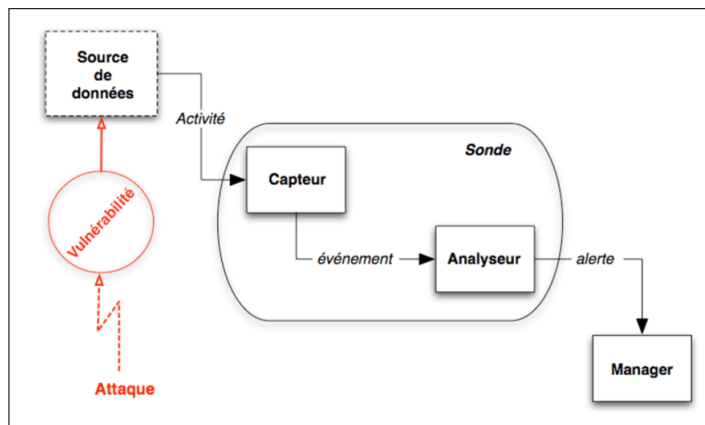 Source
de
données
Activité
Sonde
Capteur
Vulnérabilité
événement
Analyseur
alerte
Manager
Attaque